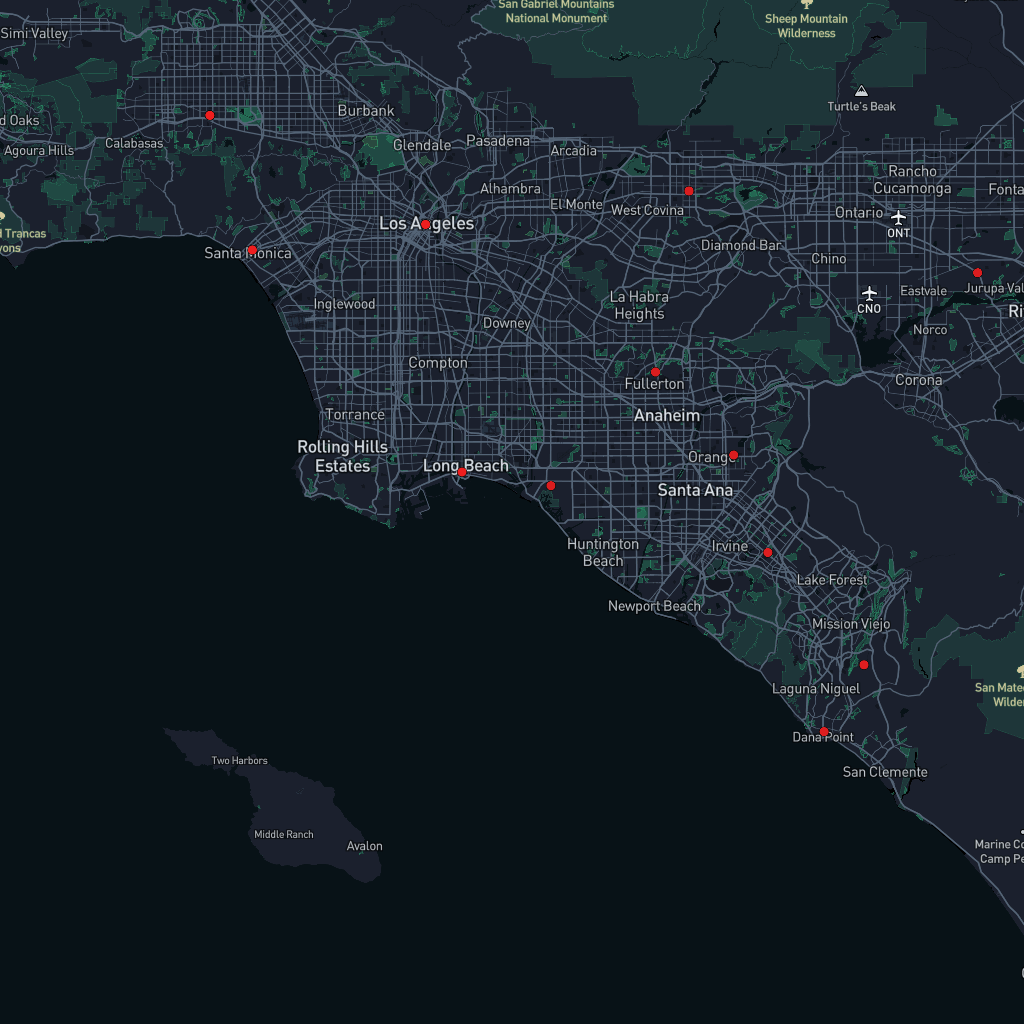 San Gabriel Mountains
National Monument
Sheep Mountain
Wilderness
Simi Valley
Turtle's Beak
Burbank
d Oaks
Agoura Hills
Calabasas
Glendale
Pasadena
Arcadia
Rancho
Cucamonga
Fonta
Alhambra
El Monte
West Covina
Ontario
ONT
d Trancas
yons
Los Angeles
Santa Monica
Diamond Bar
Chino
Inglewood
La Habra
Heights
Eastvale
Jurupa Val
CNO
Ri
Downey
Norco
Compton
Fullerton
Corona
Torrance
Anaheim
Rolling Hills
Estates
Long Beach
Orange
Santa Ana
Huntington
Beach
Irvine
Lake Forest
Newport Beach
Mission Viejo
Laguna Niguel
San Mate
Wilder
Dana Point
Two Harbors
San Clemente
Middle Ranch
Avalon
Marine Co
Camp Pe